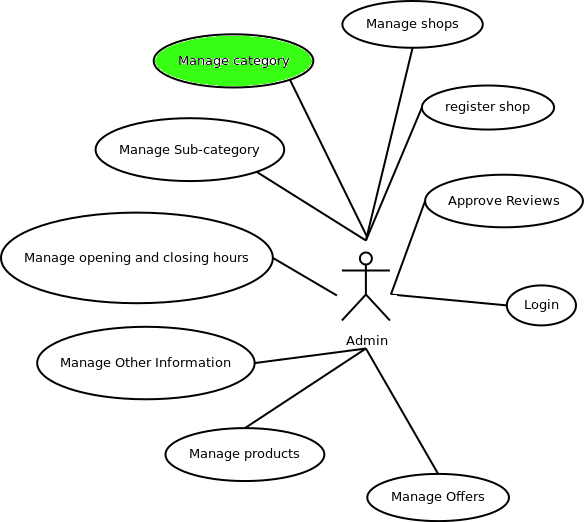 Manage shops
Manage category
register shop
Manage Sub-category
Approve Reviews
Manage opening and closing hours
Login
Admin
Manage Other Information
Manage products
Manage Offers